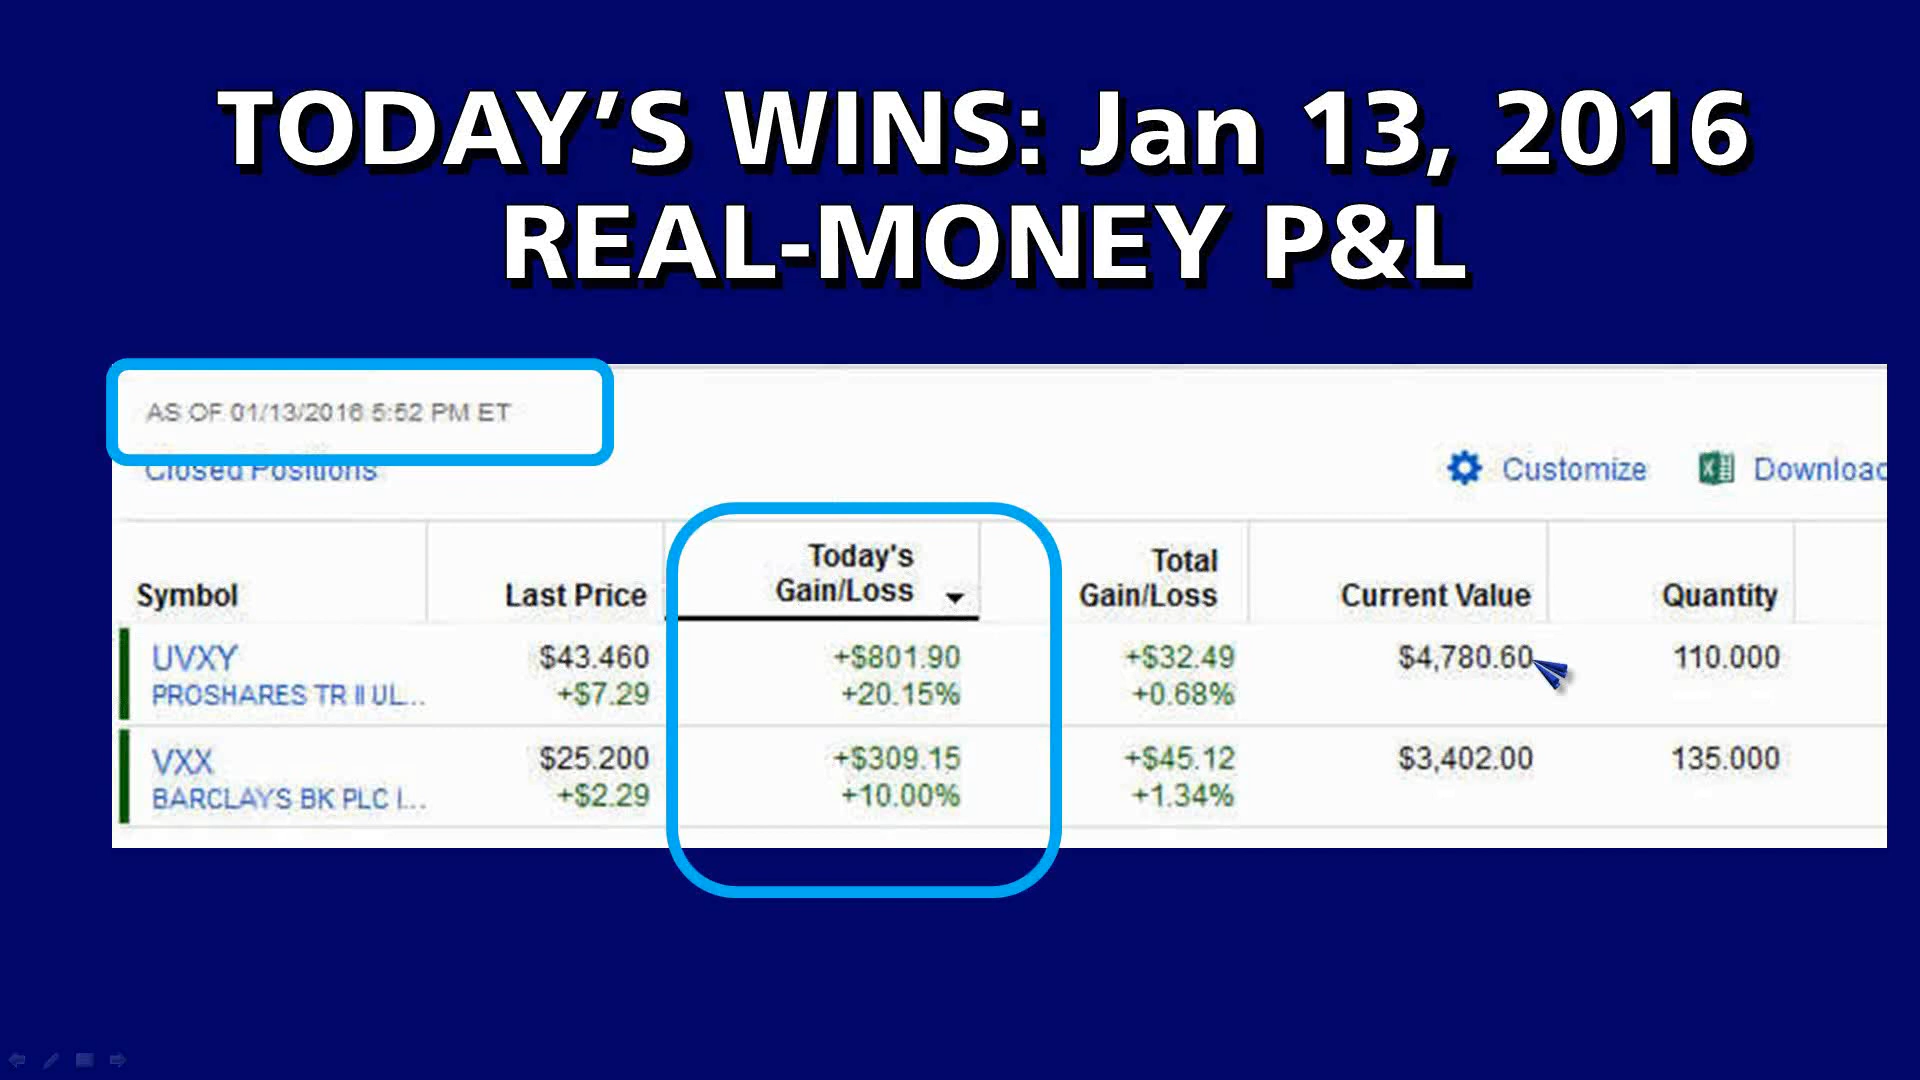 TODAY’S WINS: Jan 13, 2016
REAL-MONEY P&L
AS OF 01/13/2016 5:52 PM ET
Closed Positions
Customize
Download
Symbol
Last Price
Today's
Gain/Loss
Total
Gain/Loss
Current Value
Quantity
UVXY $43.460 +$801.90 +$32.49 $4,780.60 110.000
PROSHARES TR II UL... +$7.29 +20.15% +0.68%
VXX $25.200 +$309.15 +$45.12 $3,402.00 135.000
BARCLAYS BK PLC I... +$2.29 +10.00% +1.34%